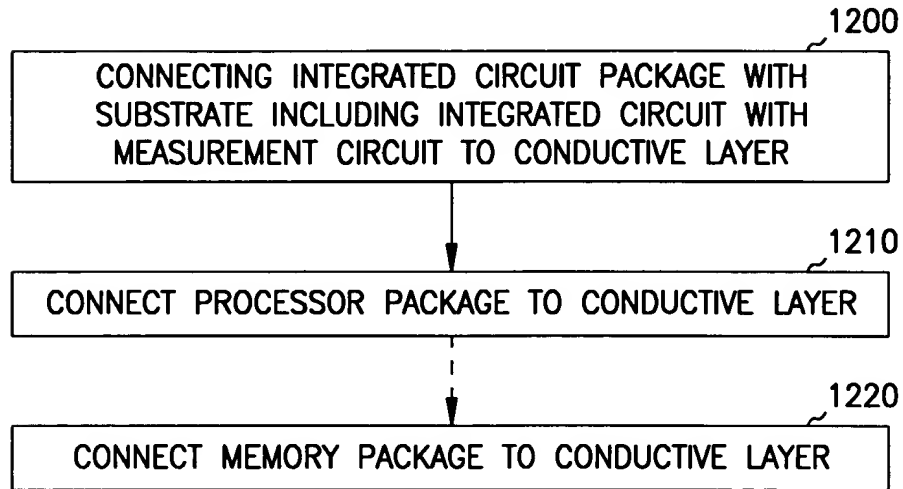 1200
CONNECTING INTEGRATED CIRCUIT PACKAGE WITH
SUBSTRATE INCLUDING INTEGRATED CIRCUIT WITH
MEASUREMENT CIRCUIT TO CONDUCTIVE LAYER
1210
CONNECT PROCESSOR PACKAGE TO CONDUCTIVE LAYER
1220
CONNECT MEMORY PACKAGE TO CONDUCTIVE LAYER